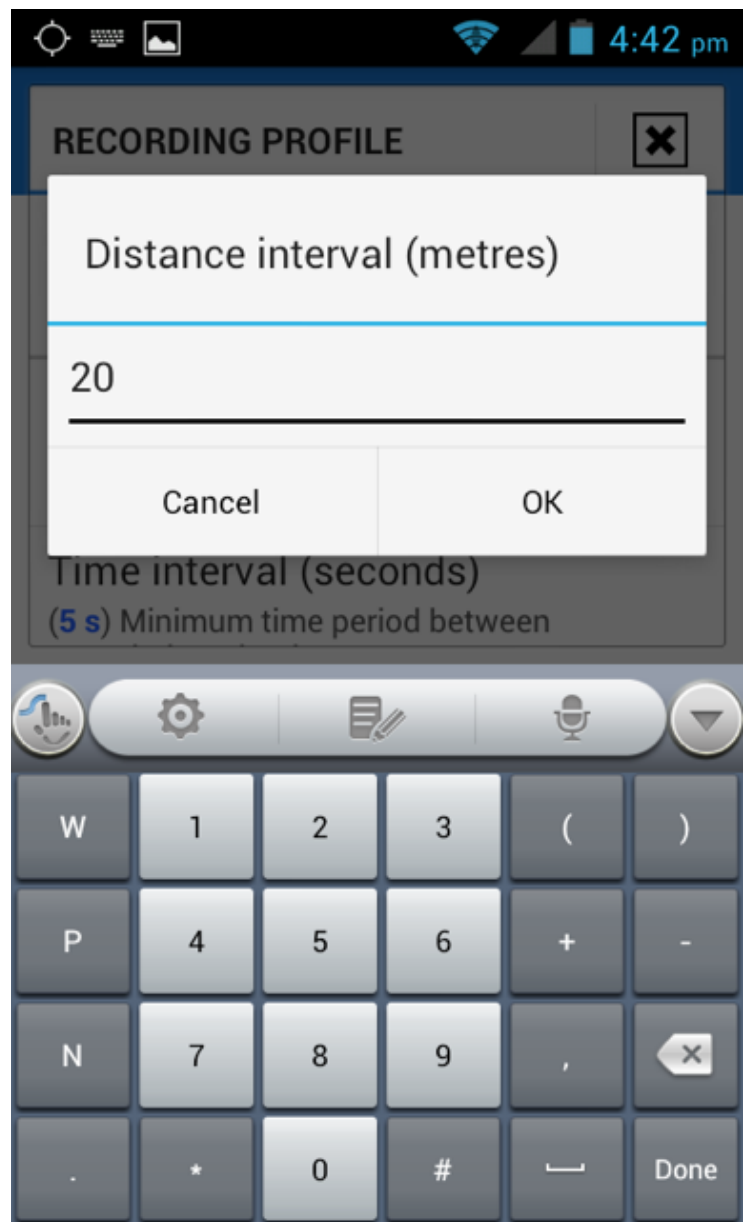 4:42 pm
RECORDING PROFILE
Distance interval (metres)
20
Cancel OK
Time interval (seconds)
(5 s) Minimum time period between
W 1 2 3 ( )
P 4 5 6 + -
N 7 8 9 ,
. * 0 # Done